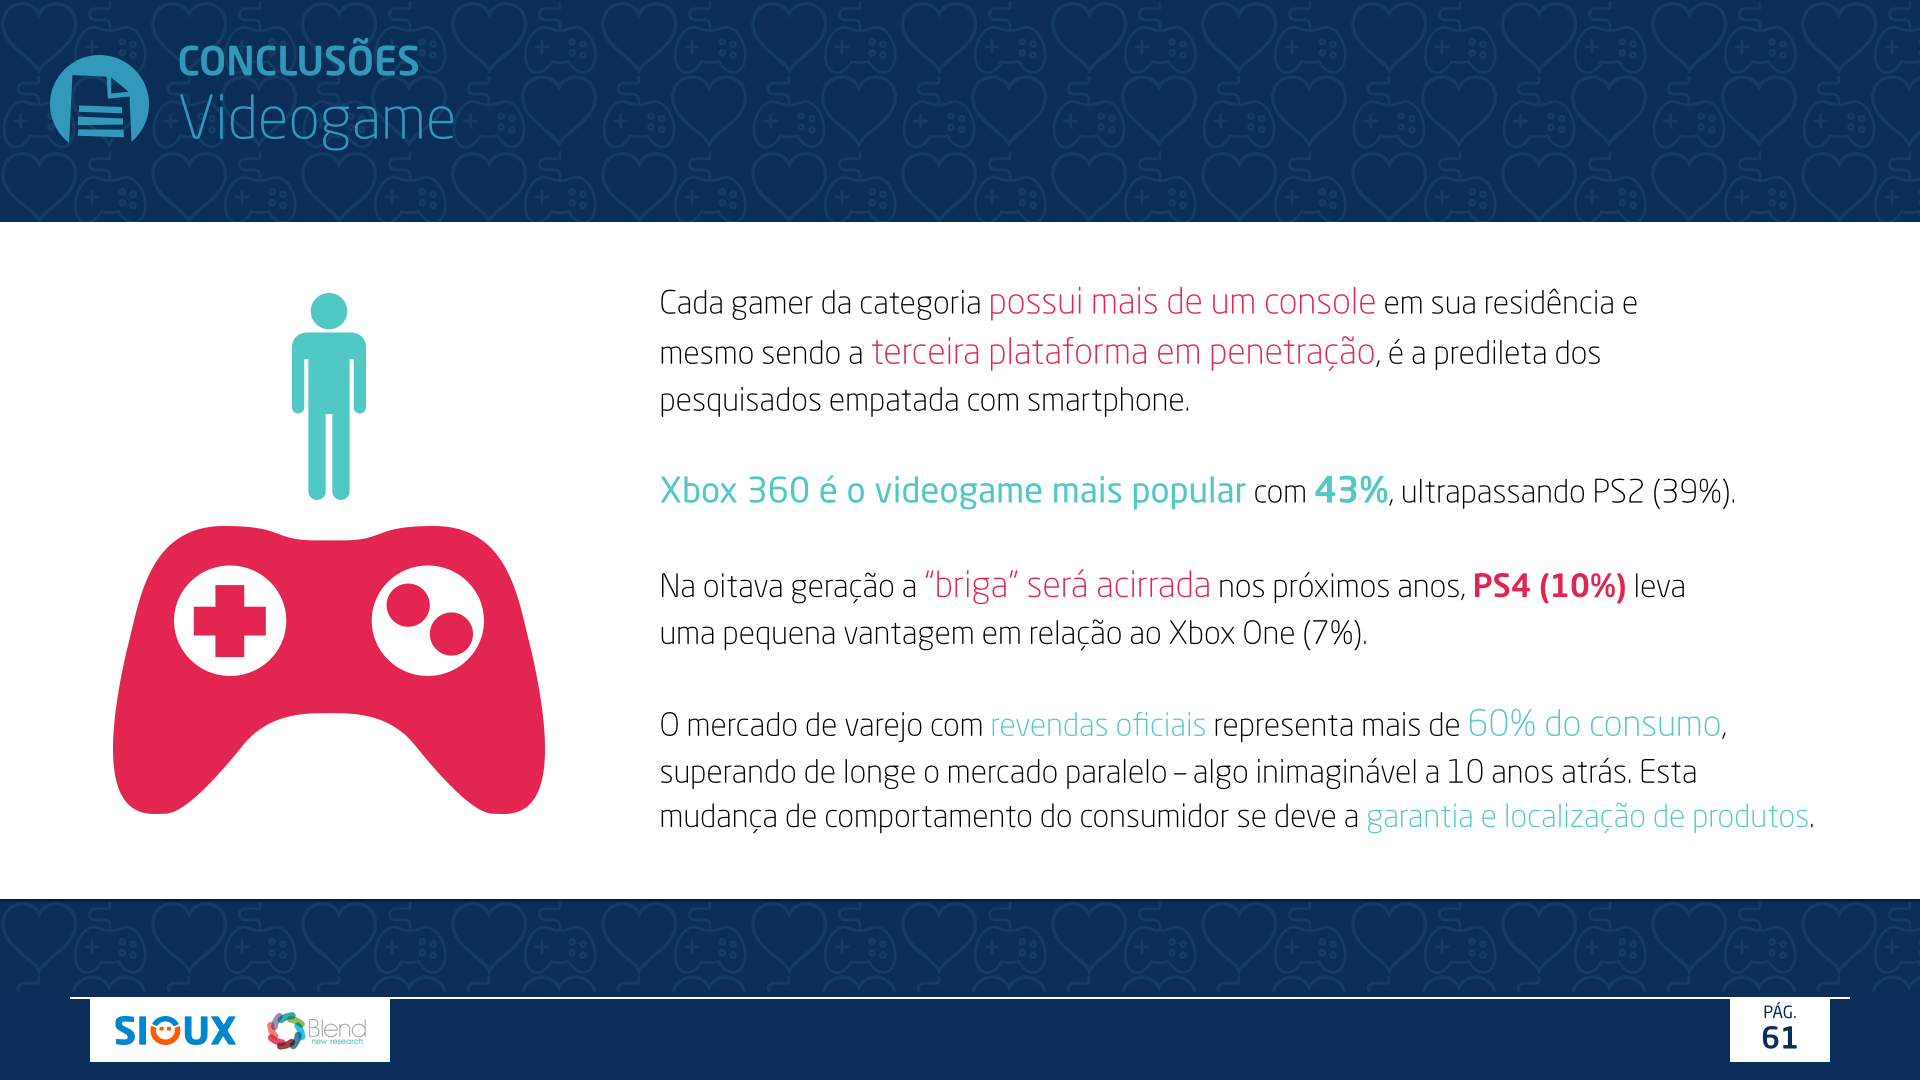 CONCLUSÕES
Videogame
Cada gamer da categoria possui mais de um console em sua residência e
mesmo sendo a terceira plataforma em penetração, é a predileta dos
pesquisados empatada com smartphone.
Xbox 360 é o videogame mais popular com 43%, ultrapassando PS2 (39%).
Na oitava geração a “briga” será acirrada nos próximos anos, PS4 (10%) leva
uma pequena vantagem em relação ao Xbox One (7%).
O mercado de varejo com revendas oficiais representa mais de 60% do consumo,
superando de longe o mercado paralelo – algo inimaginável a 10 anos atrás. Esta
mudança de comportamento do consumidor se deve a garantia e localização de produtos.
SIOUX
Blend
new research
PÁG.
61